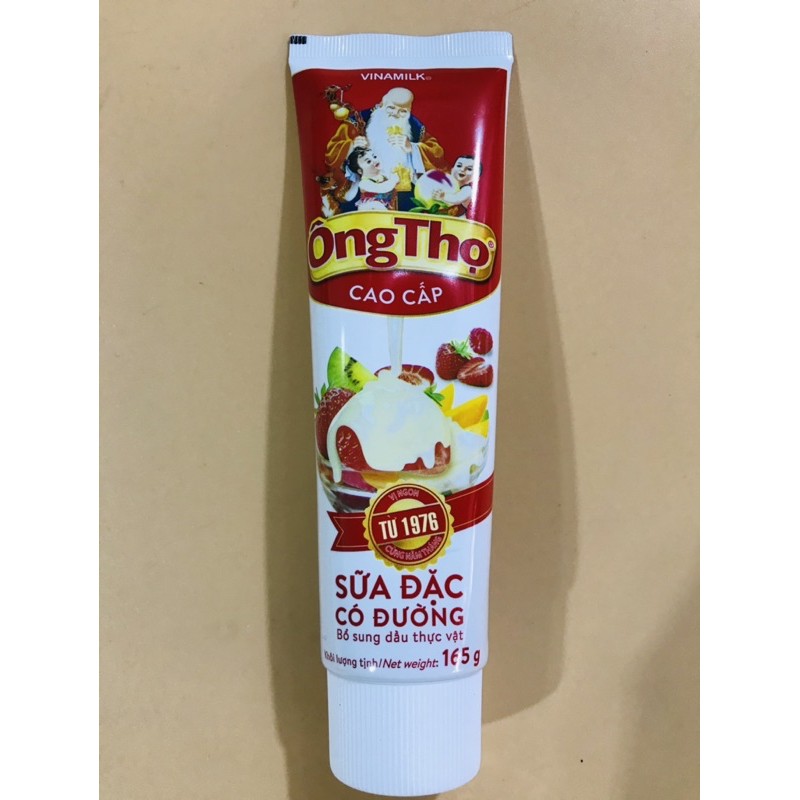 VINAMILK
ÔngThọ®
CAO CẤP
VỊ NGON
TỪ 1976
CÙNG NĂM THÁNG
SỮA ĐẶC
CÓ ĐƯỜNG
Bổ sung dầu thực vật
Khối lượng tịnh/Net weight: 165 g